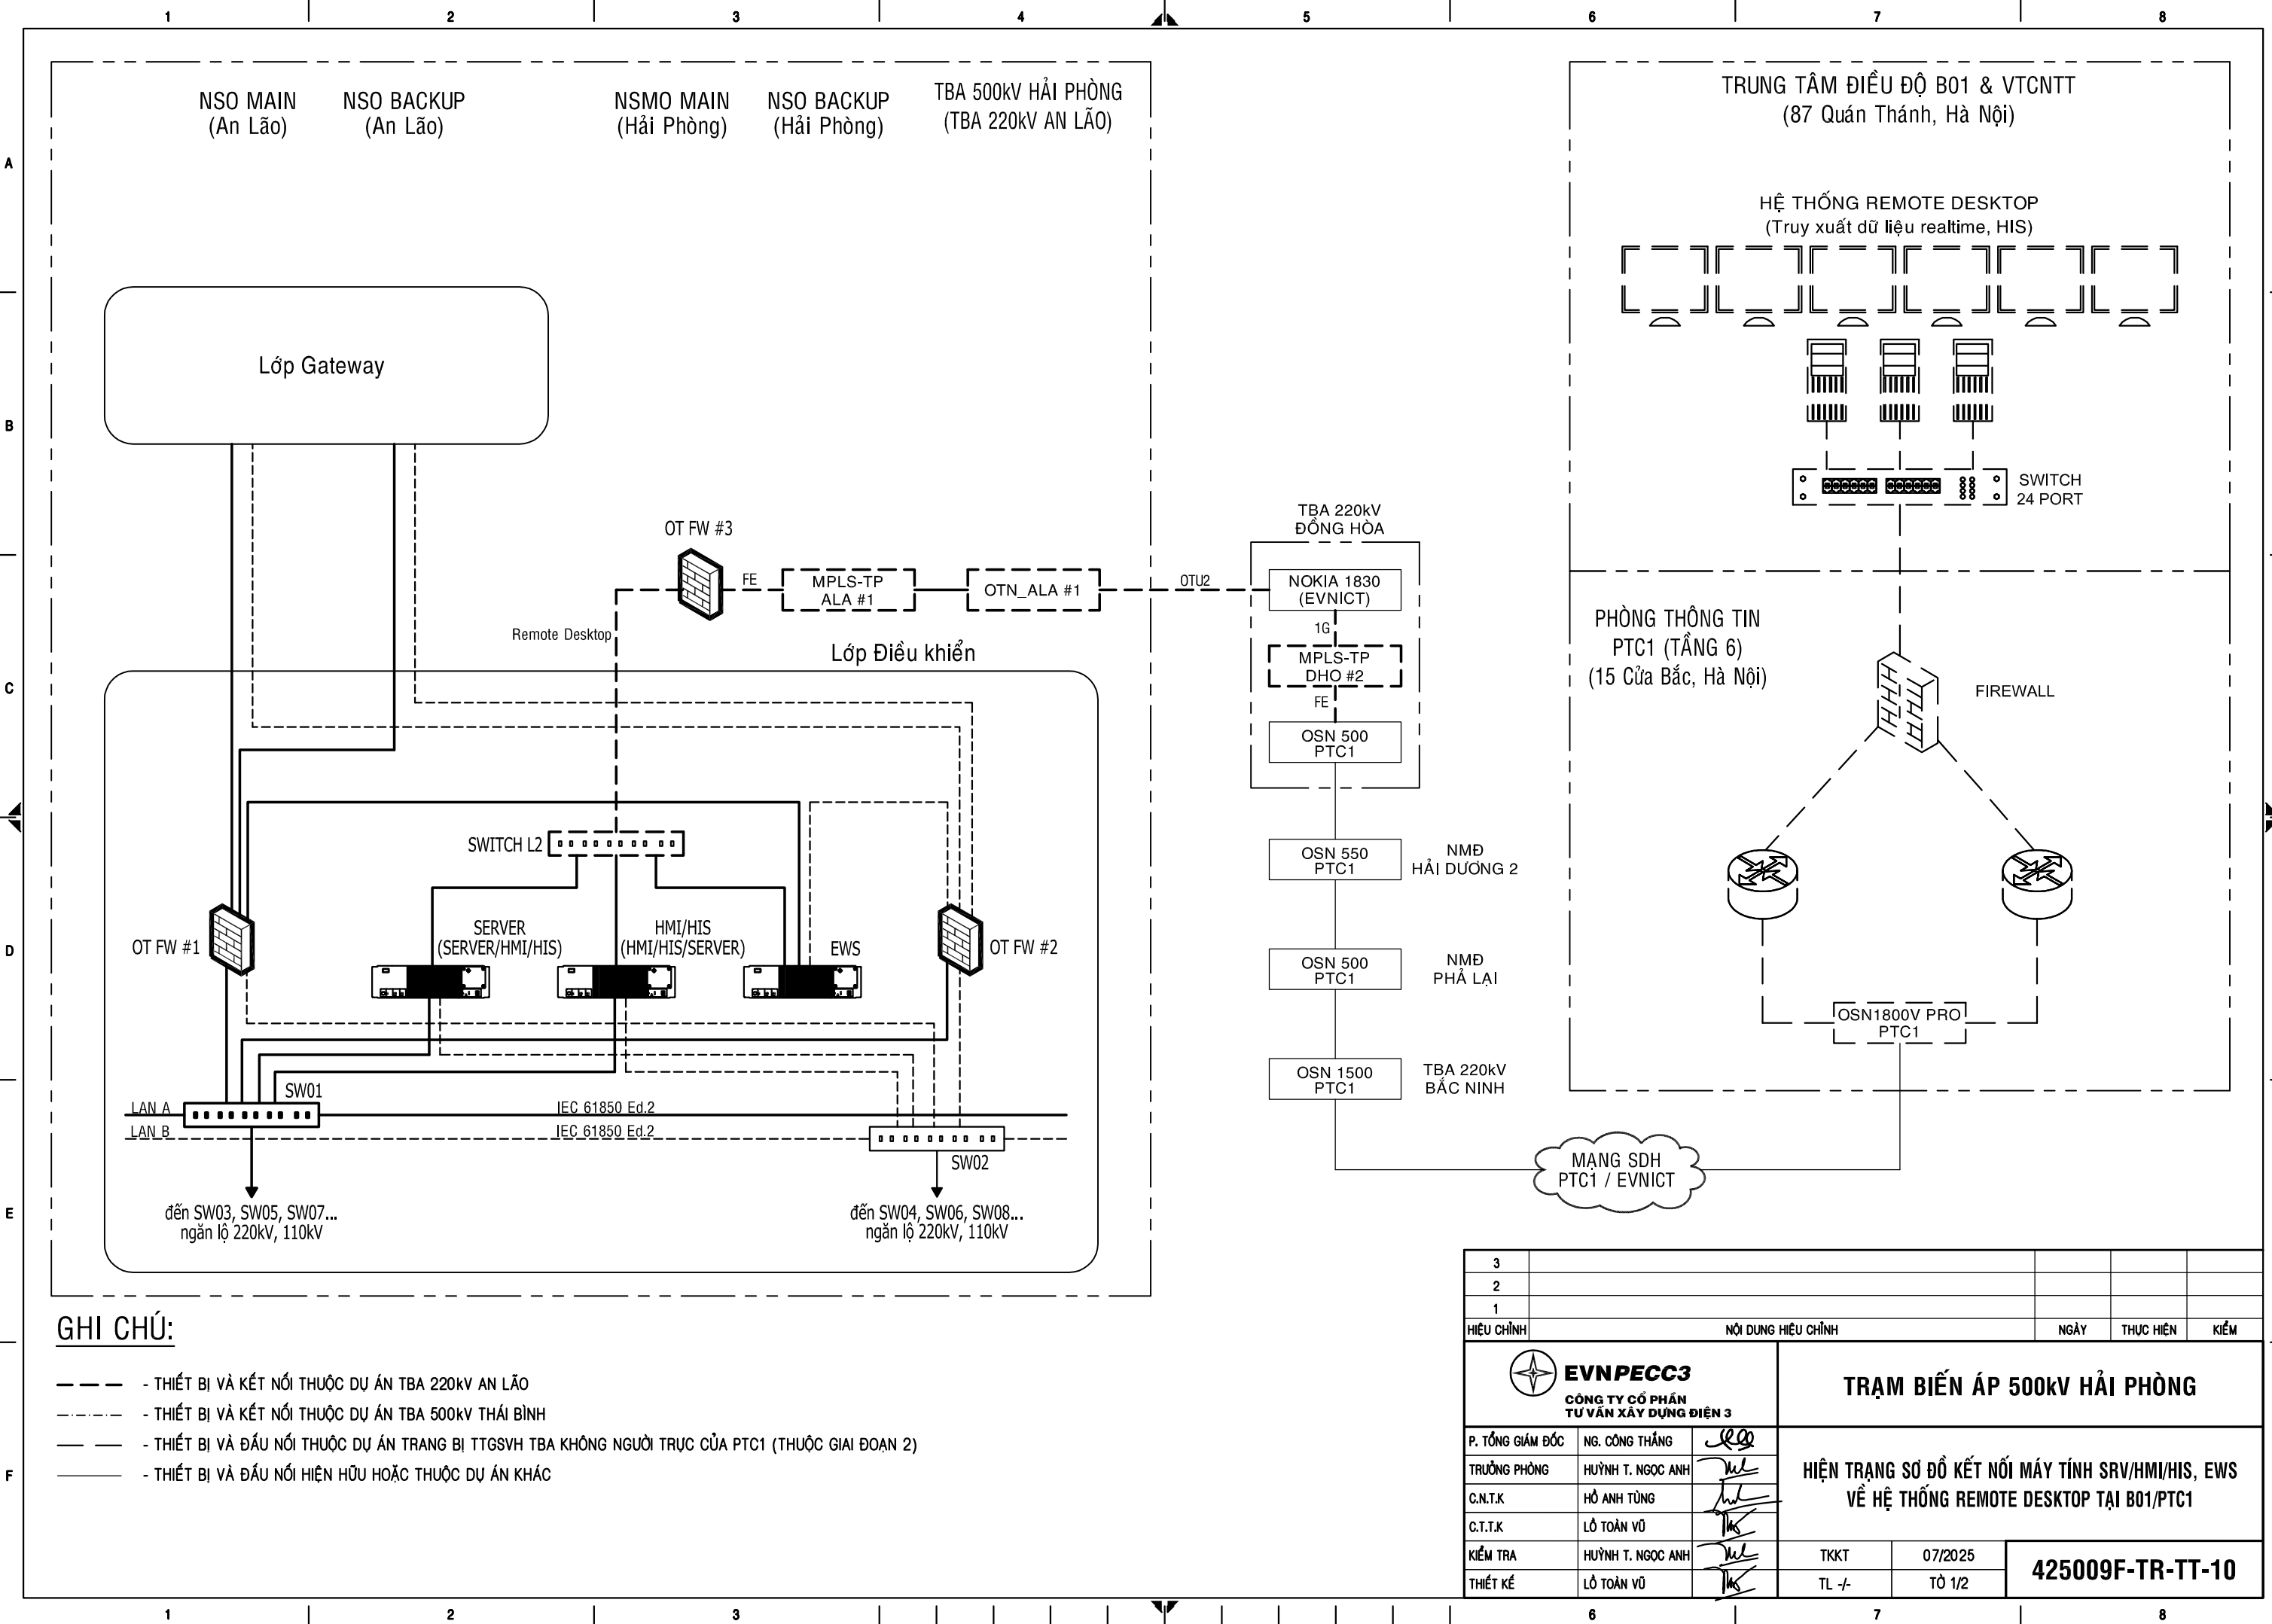 1 2 3 4 5 6 7 8
A
B
C
D
E
F
NSO MAIN
(An Lão)
NSO BACKUP
(An Lão)
NSMO MAIN
(Hải Phòng)
NSO BACKUP
(Hải Phòng)
TBA 500kV HẢI PHÒNG
(TBA 220kV AN LÃO)
Lớp Gateway
OT FW #3
FE
MPLS-TP
ALA #1
OTN_ALA #1
OTU2
Remote Desktop
Lớp Điều khiển
SWITCH L2
OT FW #1
SERVER
(SERVER/HMI/HIS)
HMI/HIS
(HMI/HIS/SERVER)
EWS
OT FW #2
SW01
LAN A
IEC 61850 Ed.2
LAN B
IEC 61850 Ed.2
SW02
đến SW03, SW05, SW07...
ngăn lộ 220kV, 110kV
đến SW04, SW06, SW08...
ngăn lộ 220kV, 110kV
TBA 220kV
ĐỒNG HÒA
NOKIA 1830
(EVNICT)
1G
MPLS-TP
DHO #2
FE
OSN 500
PTC1
OSN 550
PTC1
NMĐ
HẢI DƯƠNG 2
OSN 500
PTC1
NMĐ
PHẢ LẠI
OSN 1500
PTC1
TBA 220kV
BẮC NINH
MẠNG SDH
PTC1 / EVNICT
TRUNG TÂM ĐIỀU ĐỘ B01 & VTCNTT
(87 Quán Thánh, Hà Nội)
HỆ THỐNG REMOTE DESKTOP
(Truy xuất dữ liệu realtime, HIS)
SWITCH
24 PORT
PHÒNG THÔNG TIN
PTC1 (TẦNG 6)
(15 Cửa Bắc, Hà Nội)
FIREWALL
OSN1800V PRO
PTC1
GHI CHÚ:
- THIẾT BỊ VÀ KẾT NỐI THUỘC DỰ ÁN TBA 220kV AN LÃO
- THIẾT BỊ VÀ KẾT NỐI THUỘC DỰ ÁN TBA 500kV THÁI BÌNH
- THIẾT BỊ VÀ ĐẤU NỐI THUỘC DỰ ÁN TRANG BỊ TTGSVH TBA KHÔNG NGƯỜI TRỰC CỦA PTC1 (THUỘC GIAI ĐOẠN 2)
- THIẾT BỊ VÀ ĐẤU NỐI HIỆN HỮU HOẶC THUỘC DỰ ÁN KHÁC
3
2
1
HIỆU CHỈNH NỘI DUNG HIỆU CHỈNH NGÀY THỰC HIỆN KIỂM
EVNPECC3
CÔNG TY CỔ PHẦN
TƯ VẤN XÂY DỰNG ĐIỆN 3
TRẠM BIẾN ÁP 500kV HẢI PHÒNG
P. TỔNG GIÁM ĐỐC NG. CÔNG THẮNG
TRƯỞNG PHÒNG HUỲNH T. NGỌC ANH
C.N.T.K HỒ ANH TÙNG
C.T.T.K LỒ TOÀN VŨ
KIỂM TRA HUỲNH T. NGỌC ANH
THIẾT KẾ LỒ TOÀN VŨ
HIỆN TRẠNG SƠ ĐỒ KẾT NỐI MÁY TÍNH SRV/HMI/HIS, EWS
VỀ HỆ THỐNG REMOTE DESKTOP TẠI B01/PTC1
TKKT 07/2025
TL -/- TỜ 1/2
425009F-TR-TT-10
1 2 3 6 7 8